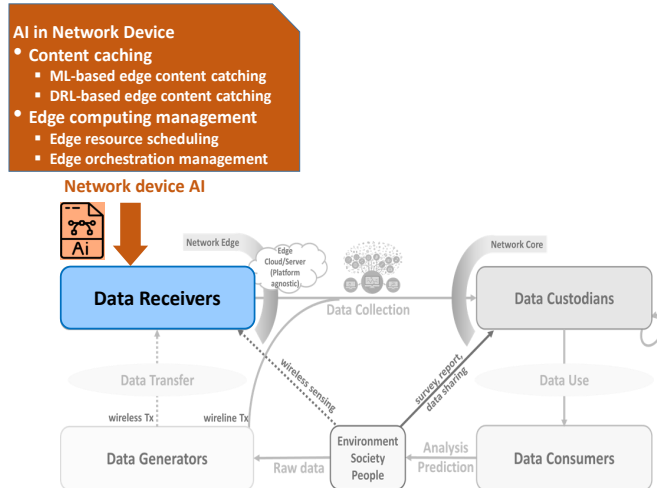 AI in Network Device
• Content caching
▪ ML-based edge content catching
▪ DRL-based edge content catching
• Edge computing management
▪ Edge resource scheduling
▪ Edge orchestration management
Network device AI
Ai
Network Edge
Edge
Cloud/Server
(Platform
agnostic)
Network Core
Data Receivers
Data Collection
Data Custodians
wireless sensing
survey, report,
data sharing
Data Transfer
Data Use
wireless Tx
wireline Tx
Data Generators
Raw data
Environment
Society
People
Analysis
Prediction
Data Consumers